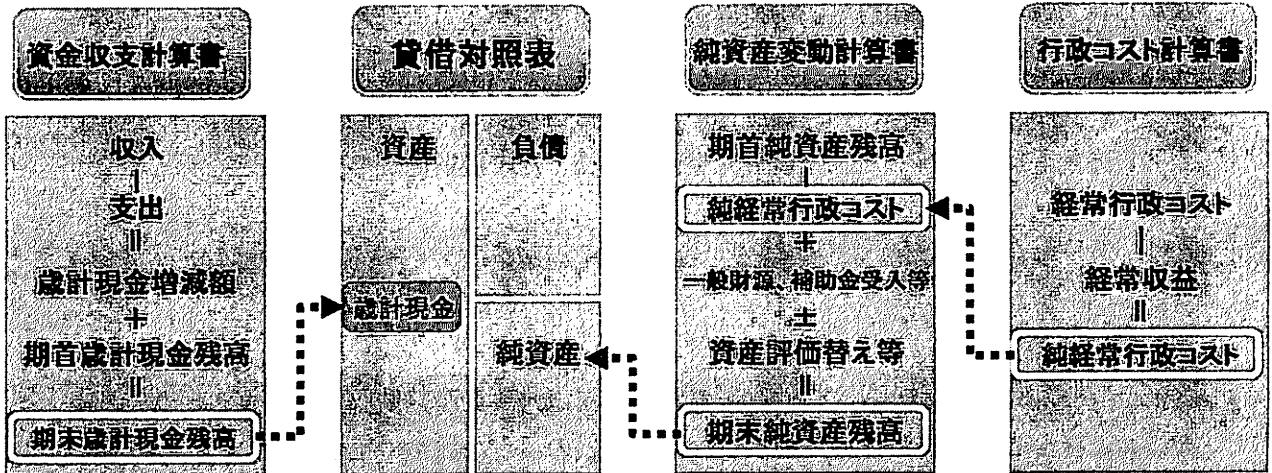 資金収支計算書
収入
−
支出
=
歳計現金増減額
+
期首歳計現金残高
=
期末歳計現金残高
貸借対照表
資産
歳計現金
負債
純資産
純資産変動計算書
期首純資産残高
−
純経常行政コスト
+
一般財源、補助金受入等
±
資産評価替え等
=
期末純資産残高
行政コスト計算書
経常行政コスト
−
経常収益
=
純経常行政コスト